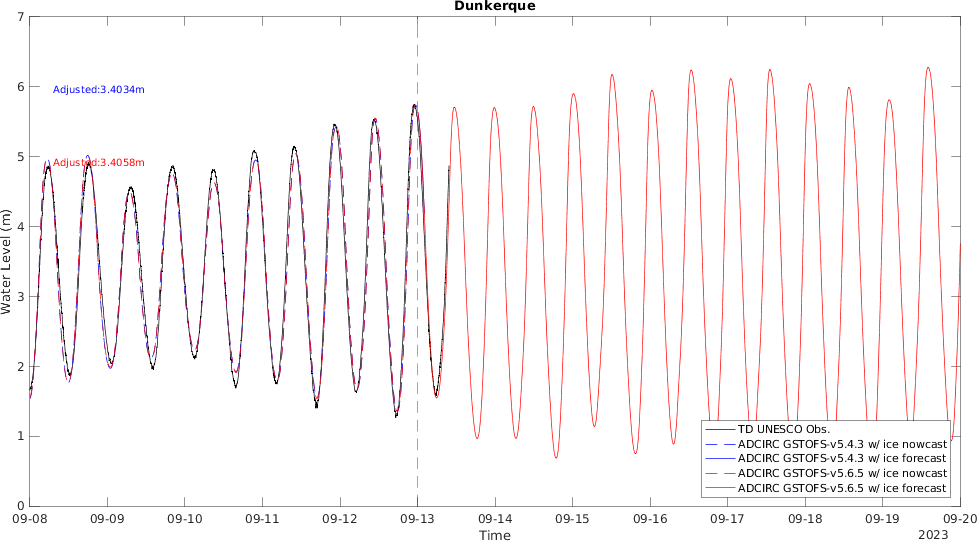 Dunkerque
7
6
5
4
3
2
1
0
Water Level (m)
Adjusted:3.4034m
Adjusted:3.4058m
TD UNESCO Obs.
ADCIRC GSTOFS-v5.4.3 w/ ice nowcast
ADCIRC GSTOFS-v5.4.3 w/ ice forecast
ADCIRC GSTOFS-v5.6.5 w/ ice nowcast
ADCIRC GSTOFS-v5.6.5 w/ ice forecast
09-08 09-09 09-10 09-11 09-12 09-13 09-14 09-15 09-16 09-17 09-18 09-19 09-20
Time
2023